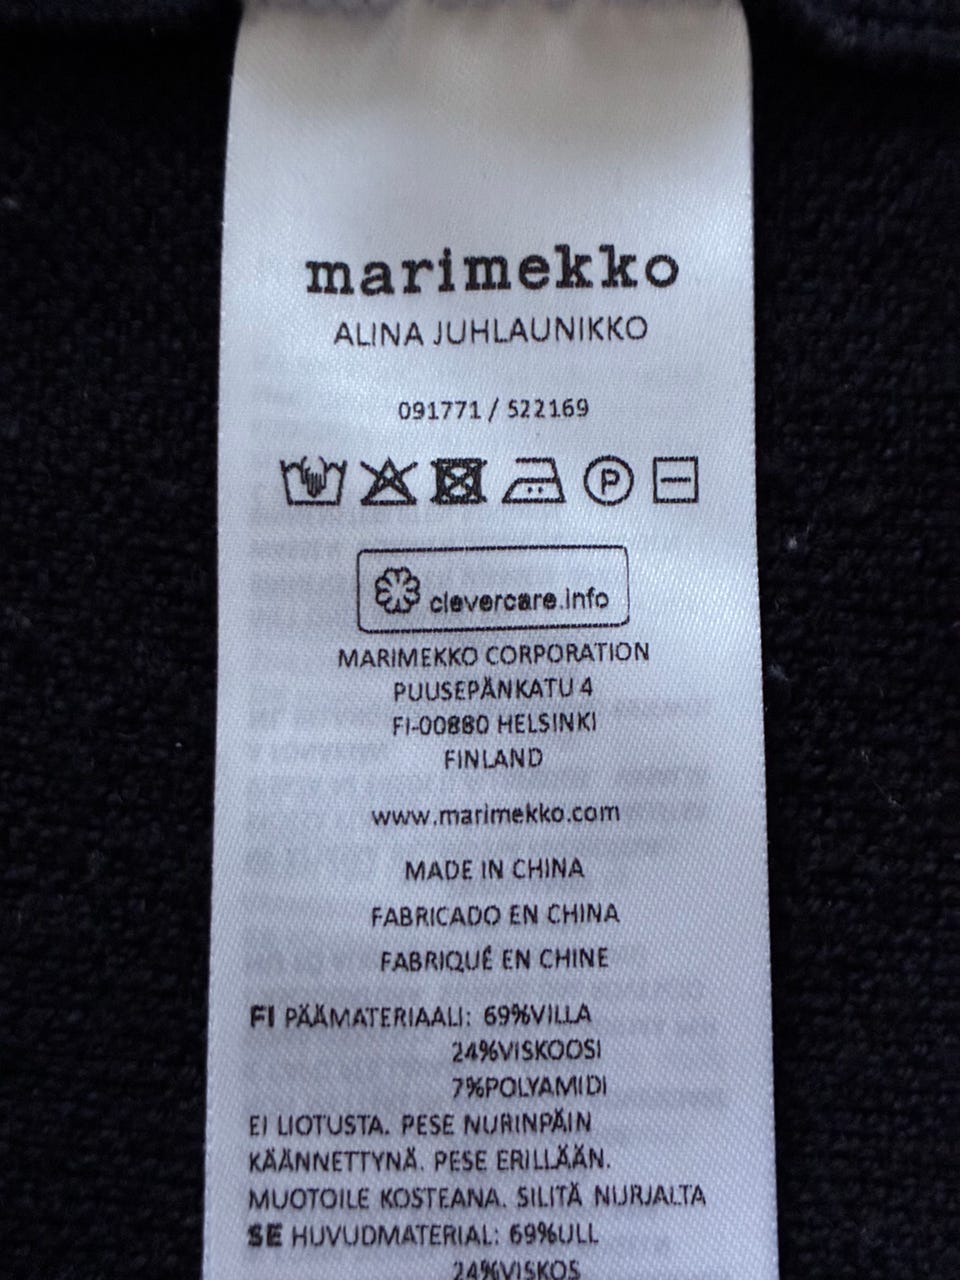 marimekko
ALINA JUHLAUNIKKO
091771 / 522169
P
clevercare.info
MARIMEKKO CORPORATION
PUUSEPÄNKATU 4
FI-00880 HELSINKI
FINLAND
www.marimekko.com
MADE IN CHINA
FABRICADO EN CHINA
FABRIQUÉ EN CHINE
FI PÄÄMATERIAALI: 69%VILLA
24%VISKOOSI
7%POLYAMIDI
EI LIOTUSTA. PESE NURINPÄIN
KÄÄNNETTYNÄ. PESE ERILLÄÄN.
MUOTOILE KOSTEANA. SILITÄ NURJALTA
SE HUVUDMATERIAL: 69%ULL
24%VISKOS